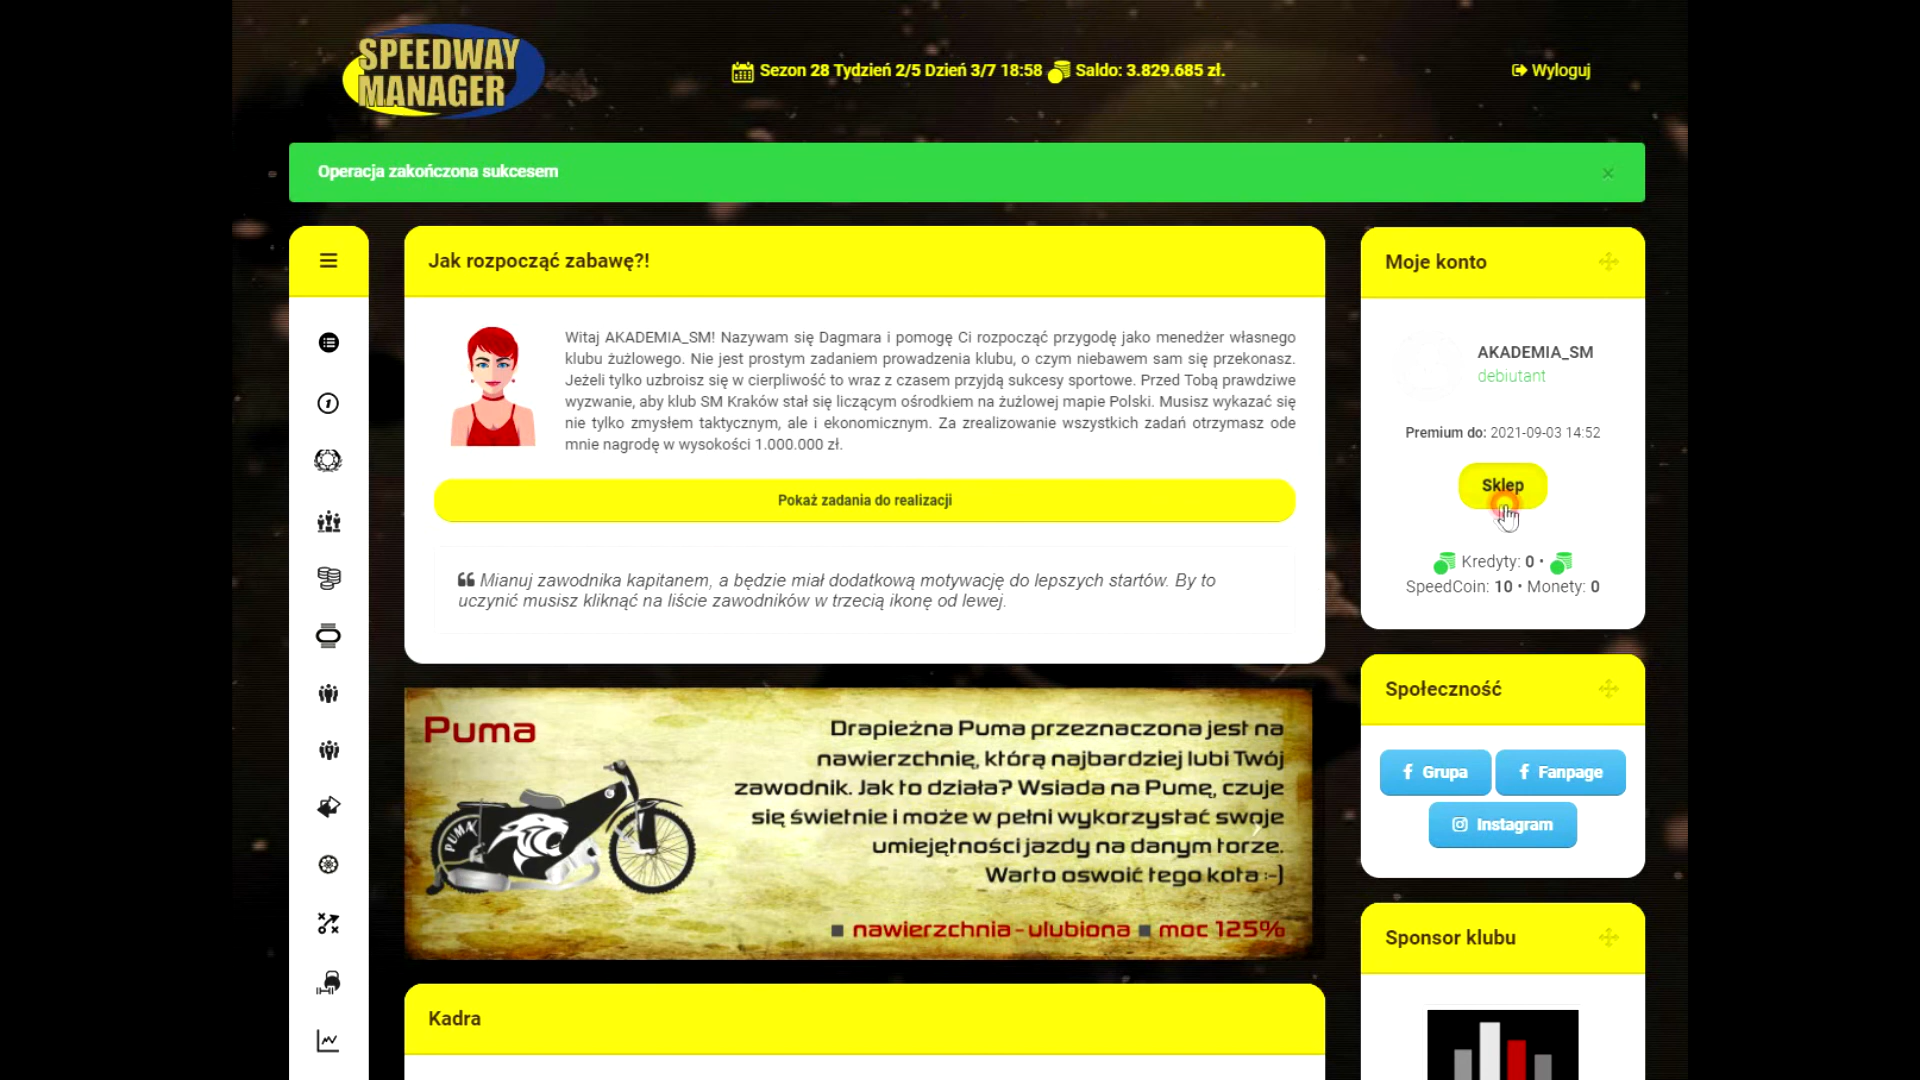 SPEEDWAY
MANAGER
Sezon 28 Tydzień 2/5 Dzień 3/7 18:58 Saldo: 3.829.685 zł.
Wyloguj
Operacja zakończona sukcesem
×
Jak rozpocząć zabawę?!
Witaj AKADEMIA_SM! Nazywam się Dagmara i pomogę Ci rozpocząć przygodę jako menedżer własnego
klubu żużlowego. Nie jest prostym zadaniem prowadzenia klubu, o czym niebawem sam się przekonasz.
Jeżeli tylko uzbroisz się w cierpliwość to wraz z czasem przyjdą sukcesy sportowe. Przed Tobą prawdziwe
wyzwanie, aby klub SM Kraków stał się liczącym ośrodkiem na żużlowej mapie Polski. Musisz wykazać się
nie tylko zmysłem taktycznym, ale i ekonomicznym. Za zrealizowanie wszystkich zadań otrzymasz ode
mnie nagrodę w wysokości 1.000.000 zł.
Pokaż zadania do realizacji
Mianuj zawodnika kapitanem, a będzie miał dodatkową motywację do lepszych startów. By to
uczynić musisz kliknąć na liście zawodników w trzecią ikonę od lewej.
Puma
Drapieżna Puma przeznaczona jest na
nawierzchnię, którą najbardziej lubi Twój
zawodnik. Jak to działa? Wsiada na Pumę, czuje
się świetnie i może w pełni wykorzystać swoje
umiejętności jazdy na danym torze.
Warto oswoić tego kota :-)
PUMA
nawierzchnia - ulubiona moc 125%
Kadra
Moje konto
AKADEMIA_SM
debiutant
Premium do: 2021-09-03 14:52
Sklep
Kredyty: 0 •
SpeedCoin: 10 • Monety: 0
Społeczność
Grupa
Fanpage
Instagram
Sponsor klubu